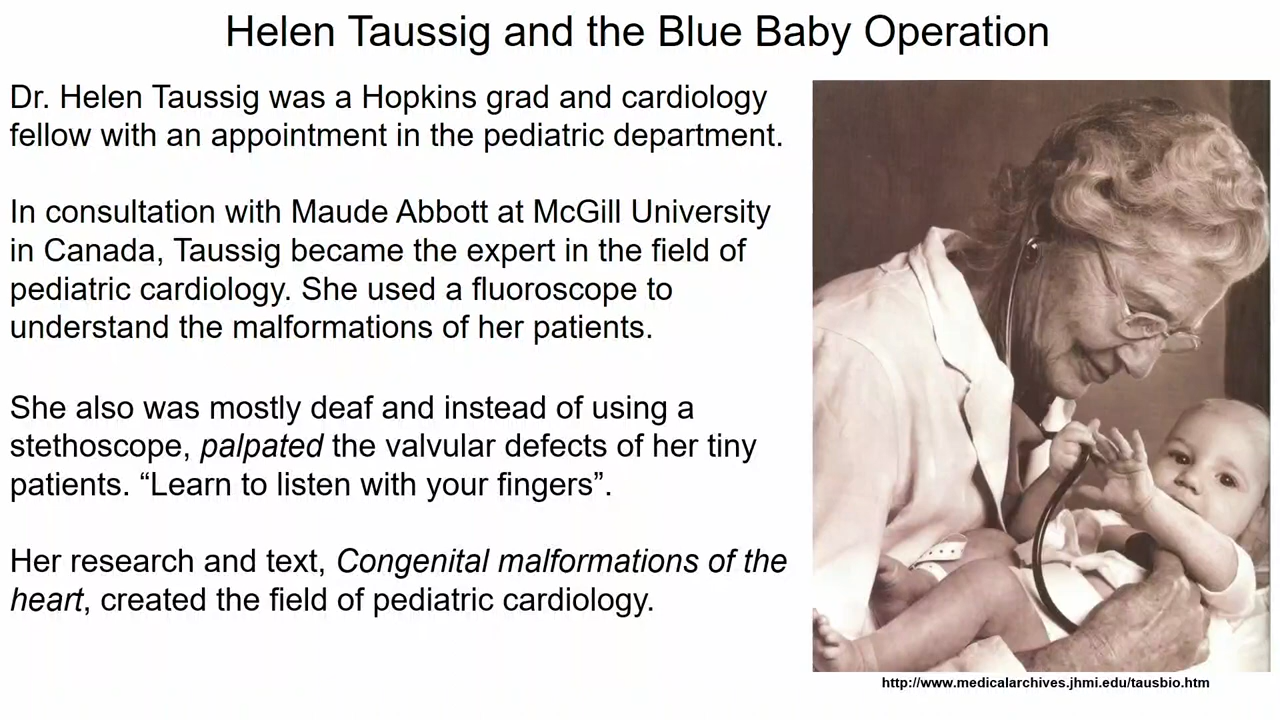 Helen Taussig and the Blue Baby Operation
Dr. Helen Taussig was a Hopkins grad and cardiology
fellow with an appointment in the pediatric department.
In consultation with Maude Abbott at McGill University
in Canada, Taussig became the expert in the field of
pediatric cardiology. She used a fluoroscope to
understand the malformations of her patients.
She also was mostly deaf and instead of using a
stethoscope, palpated the valvular defects of her tiny
patients. “Learn to listen with your fingers”.
Her research and text, Congenital malformations of the
heart, created the field of pediatric cardiology.
http://www.medicalarchives.jhmi.edu/tausbio.htm